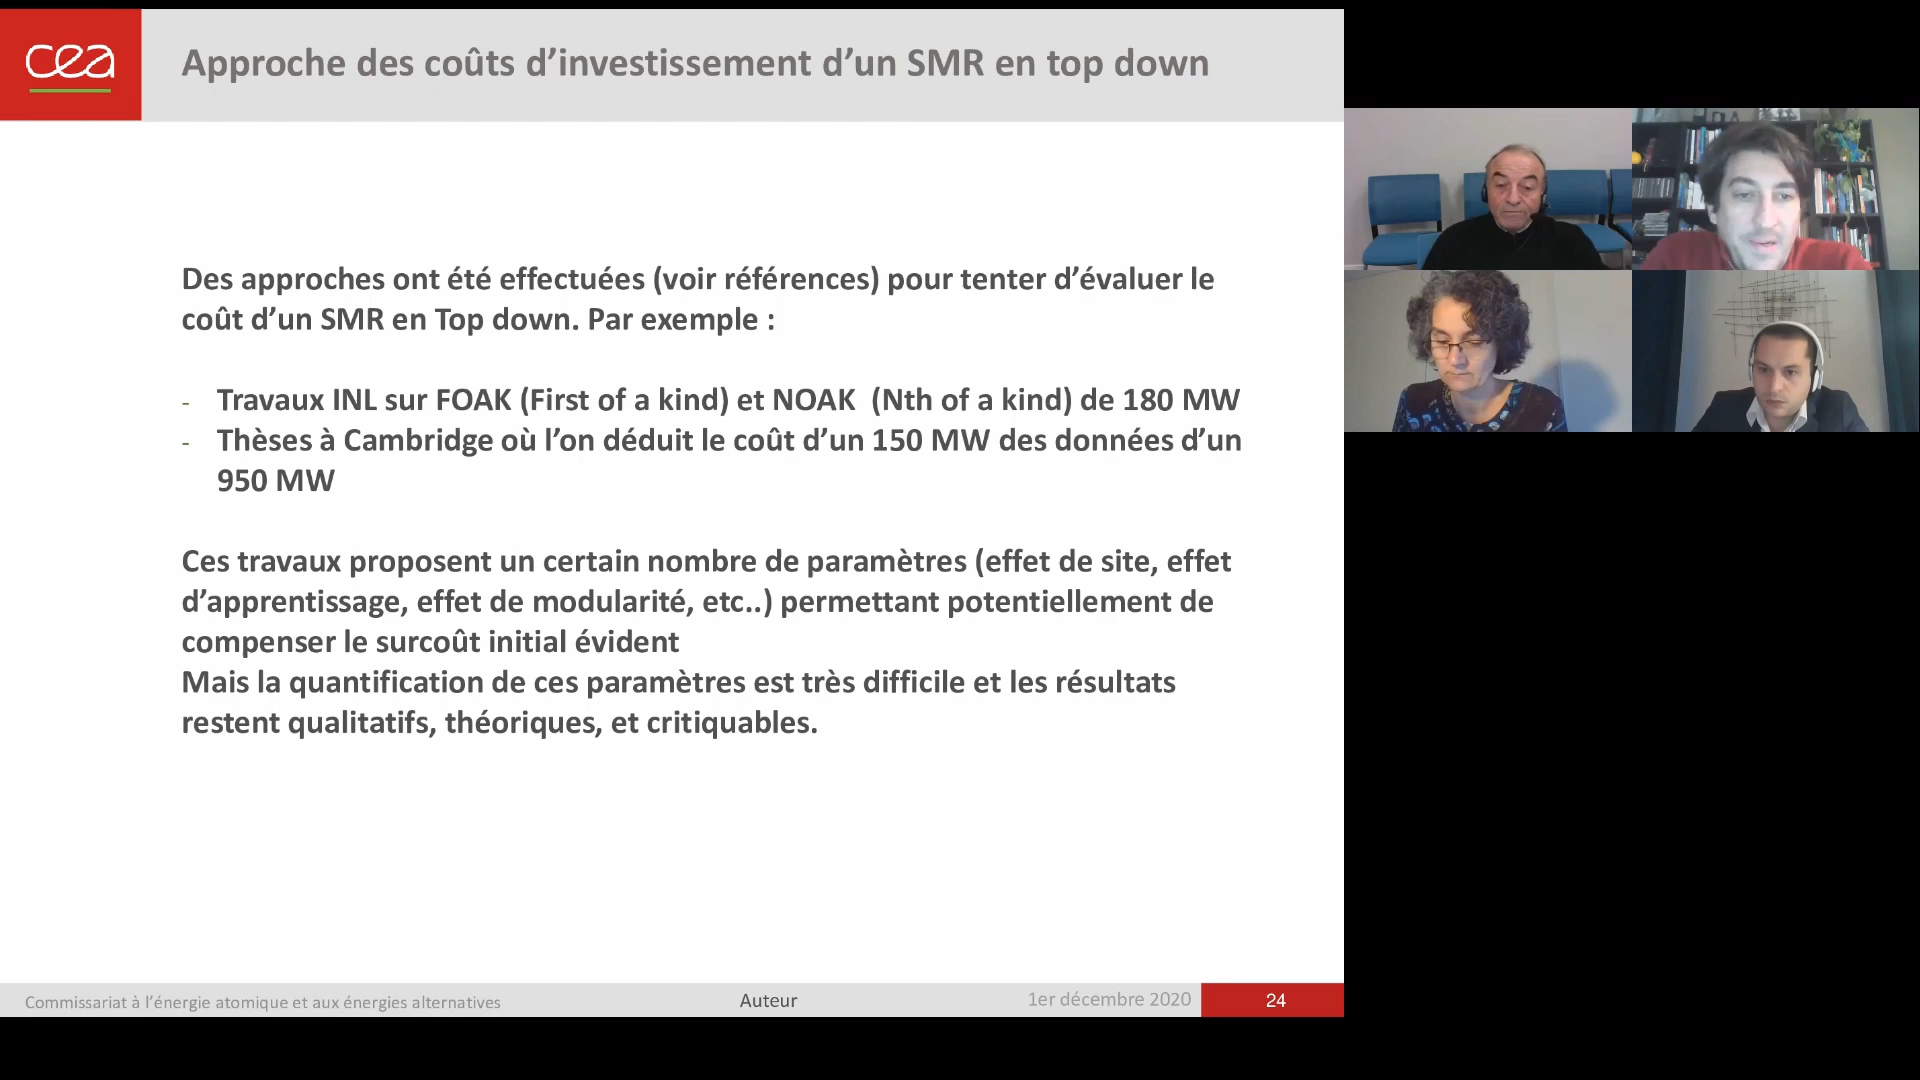 cea
Approche des coûts d’investissement d’un SMR en top down
Des approches ont été effectuées (voir références) pour tenter d’évaluer le
coût d’un SMR en Top down. Par exemple :
- Travaux INL sur FOAK (First of a kind) et NOAK (Nth of a kind) de 180 MW
- Thèses à Cambridge où l’on déduit le coût d’un 150 MW des données d’un
950 MW
Ces travaux proposent un certain nombre de paramètres (effet de site, effet
d’apprentissage, effet de modularité, etc..) permettant potentiellement de
compenser le surcoût initial évident
Mais la quantification de ces paramètres est très difficile et les résultats
restent qualitatifs, théoriques, et critiquables.
Commissariat à l’énergie atomique et aux énergies alternatives
Auteur
1er décembre 2020
24